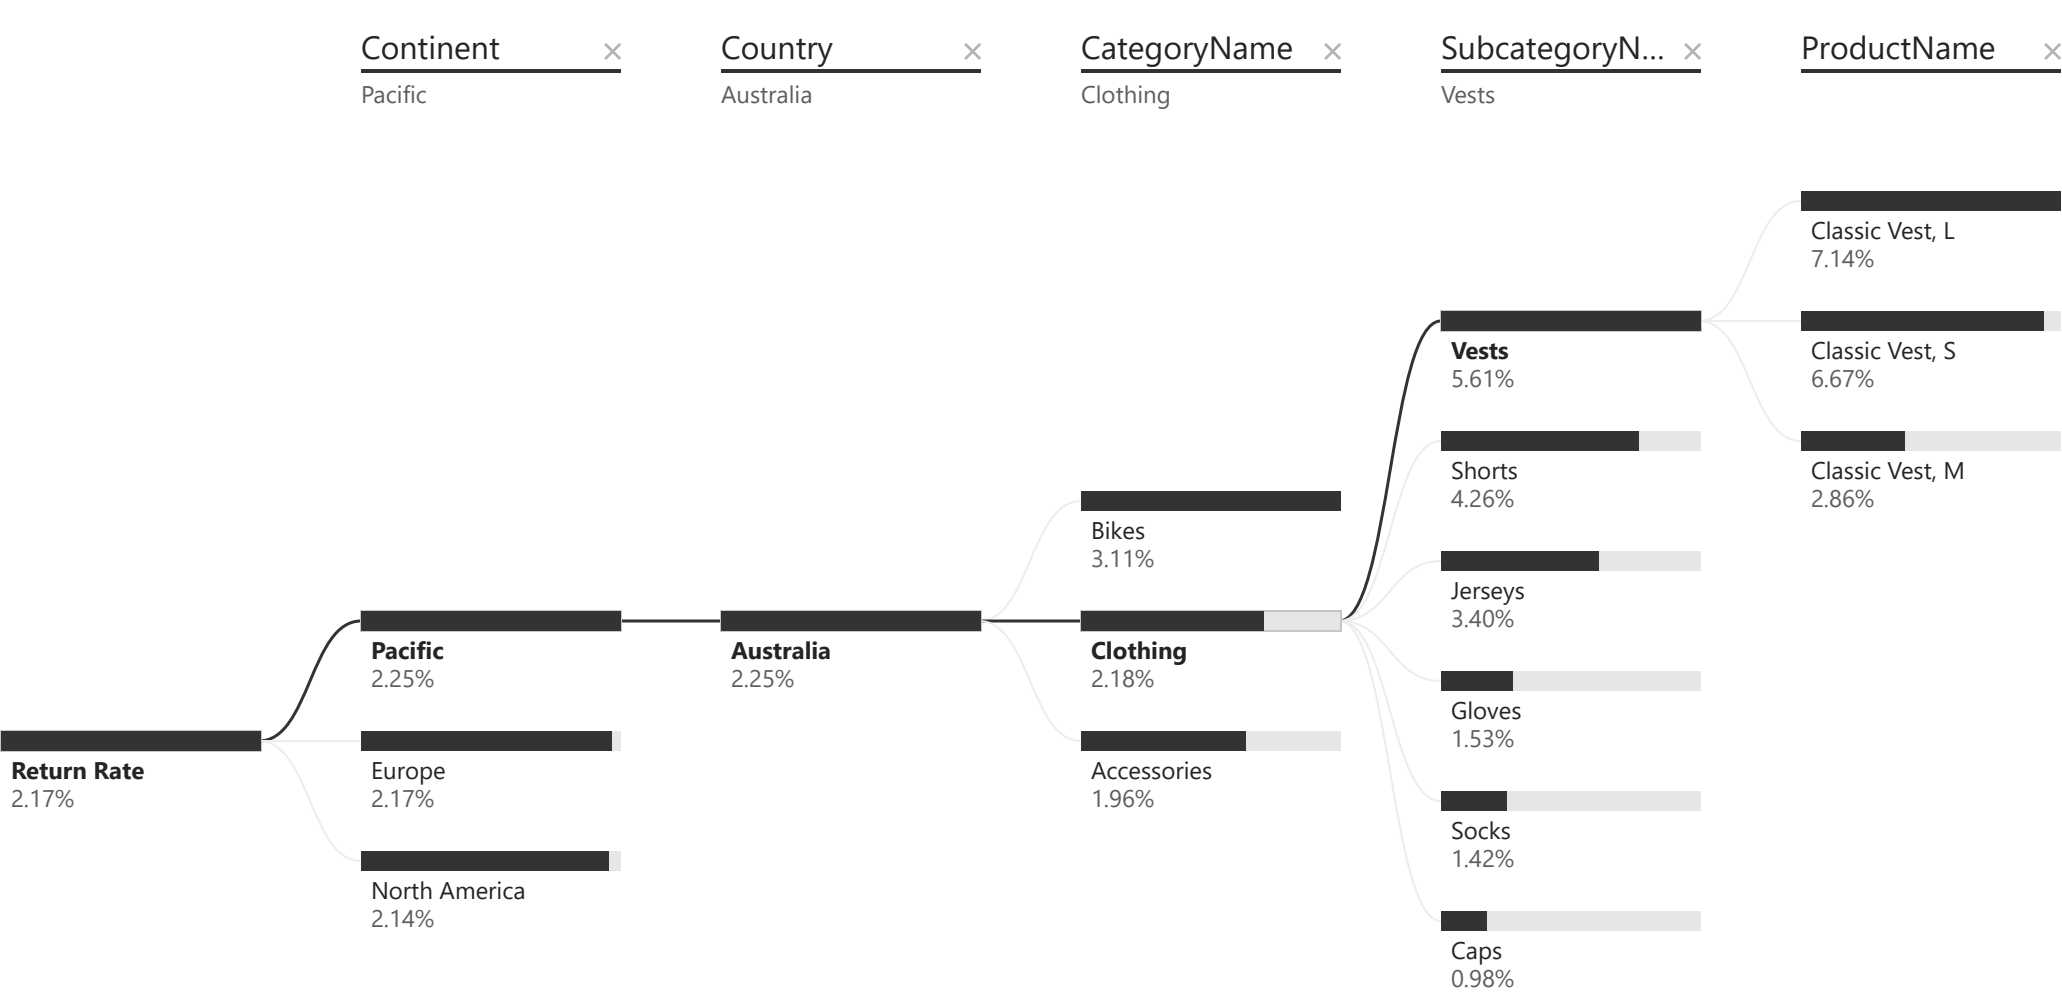 Continent
Country
CategoryName
SubcategoryN...
ProductName
Pacific
Australia
Clothing
Vests
Return Rate
2.17%
Pacific
2.25%
Europe
2.17%
North America
2.14%
Australia
2.25%
Bikes
3.11%
Clothing
2.18%
Accessories
1.96%
Vests
5.61%
Shorts
4.26%
Jerseys
3.40%
Gloves
1.53%
Socks
1.42%
Caps
0.98%
Classic Vest, L
7.14%
Classic Vest, S
6.67%
Classic Vest, M
2.86%